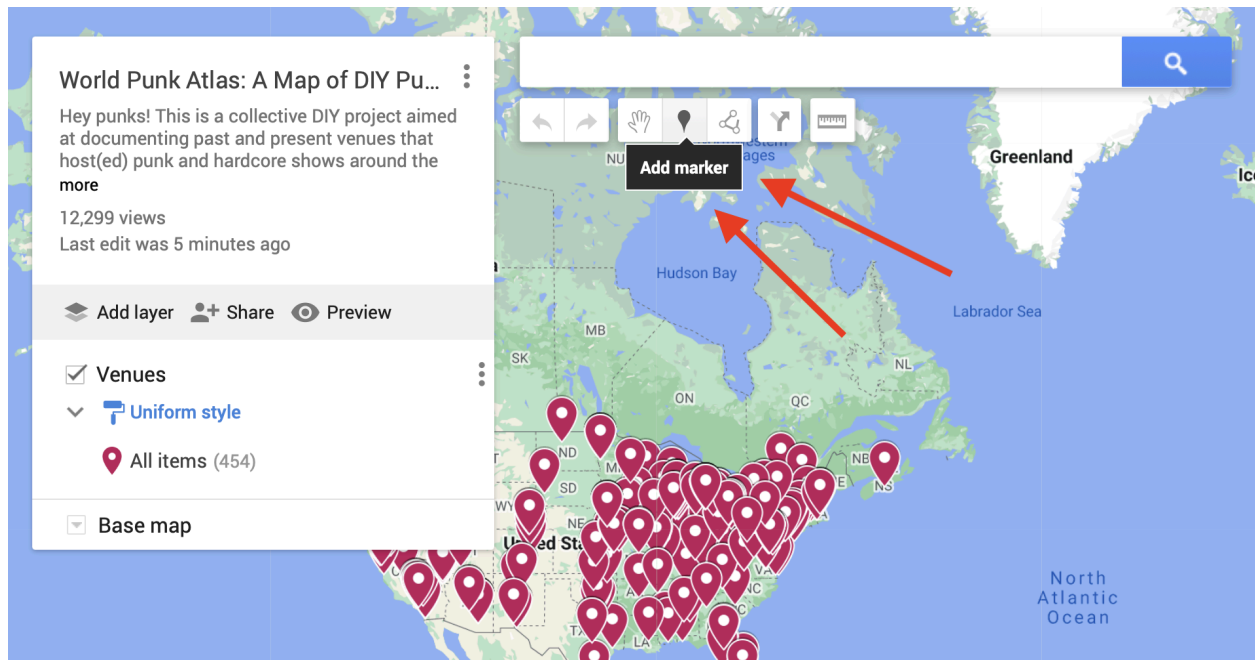 World Punk Atlas: A Map of DIY Pu...
Hey punks! This is a collective DIY project aimed
at documenting past and present venues that
host(ed) punk and hardcore shows around the
more
12,299 views
Last edit was 5 minutes ago
Add layer
Share
Preview
Venues
Uniform style
All items (454)
Base map
Add marker
NU
Greenland
Hudson Bay
Labrador Sea
MB
SK
NL
ON
QC
ND
NB
SD
NS
WY
NE
VA
NC
LA
North
Atlantic
Ocean